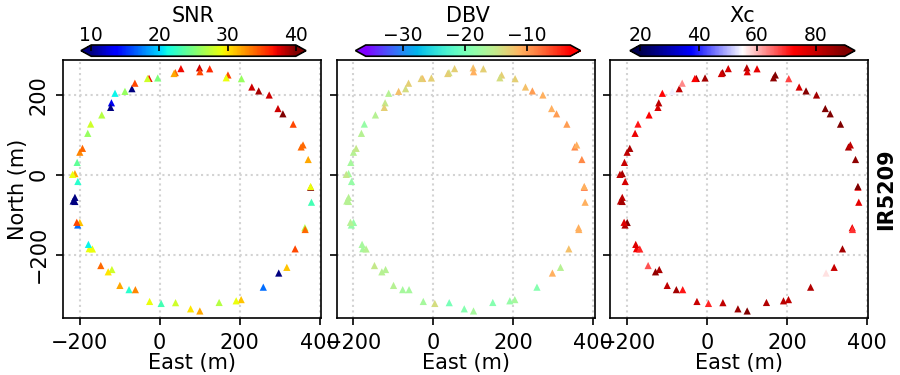 SNR DBV Xc
10 20 30 40 −30 −20 −10 20 40 60 80
200
0
−200
North (m)
IR5209
−200 0 200 400 −200 0 200 −200 0 200 400
East (m) East (m) East (m)